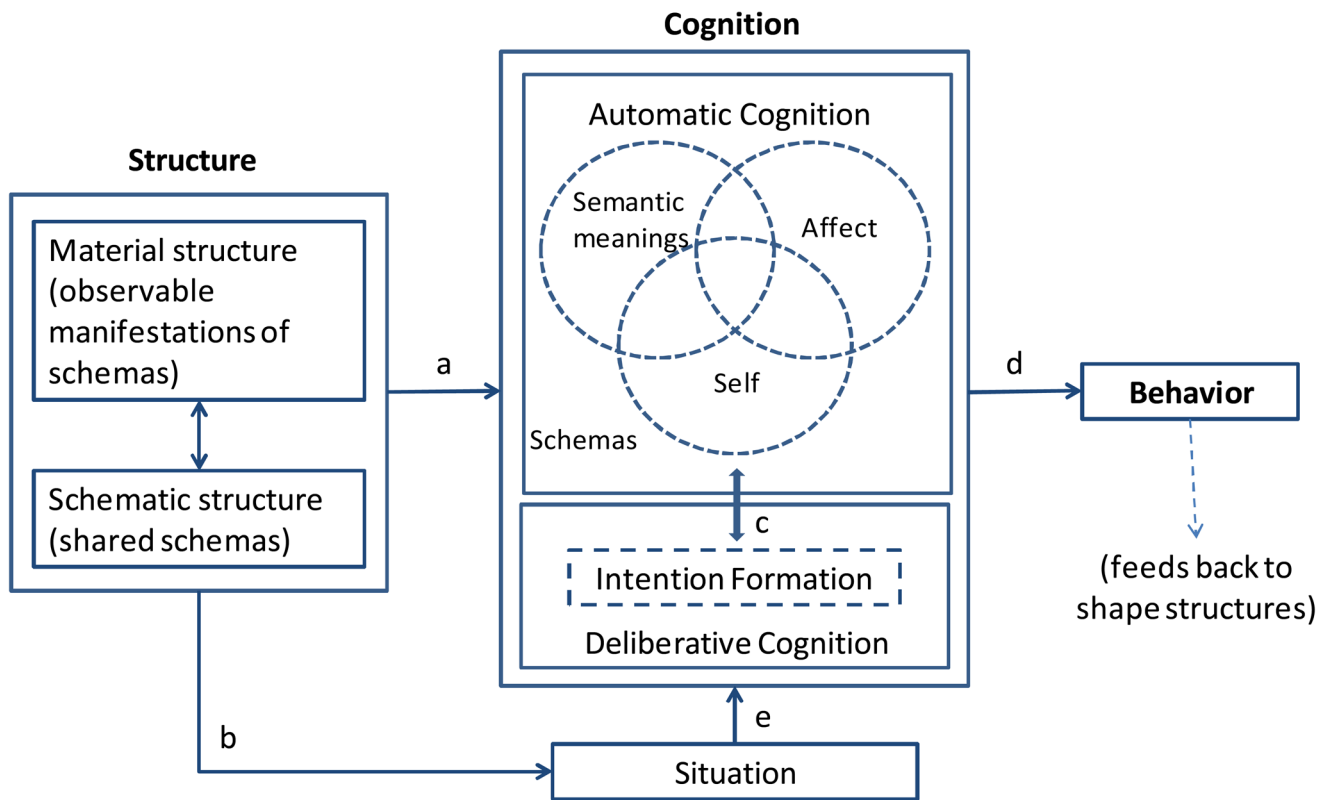 Structure
Material structure
(observable
manifestations of
schemas)
Schematic structure
(shared schemas)
a
b
Cognition
Automatic Cognition
Semantic
meanings
Affect
Self
Schemas
c
Intention Formation
Deliberative Cognition
e
Situation
d
Behavior
(feeds back to
shape structures)